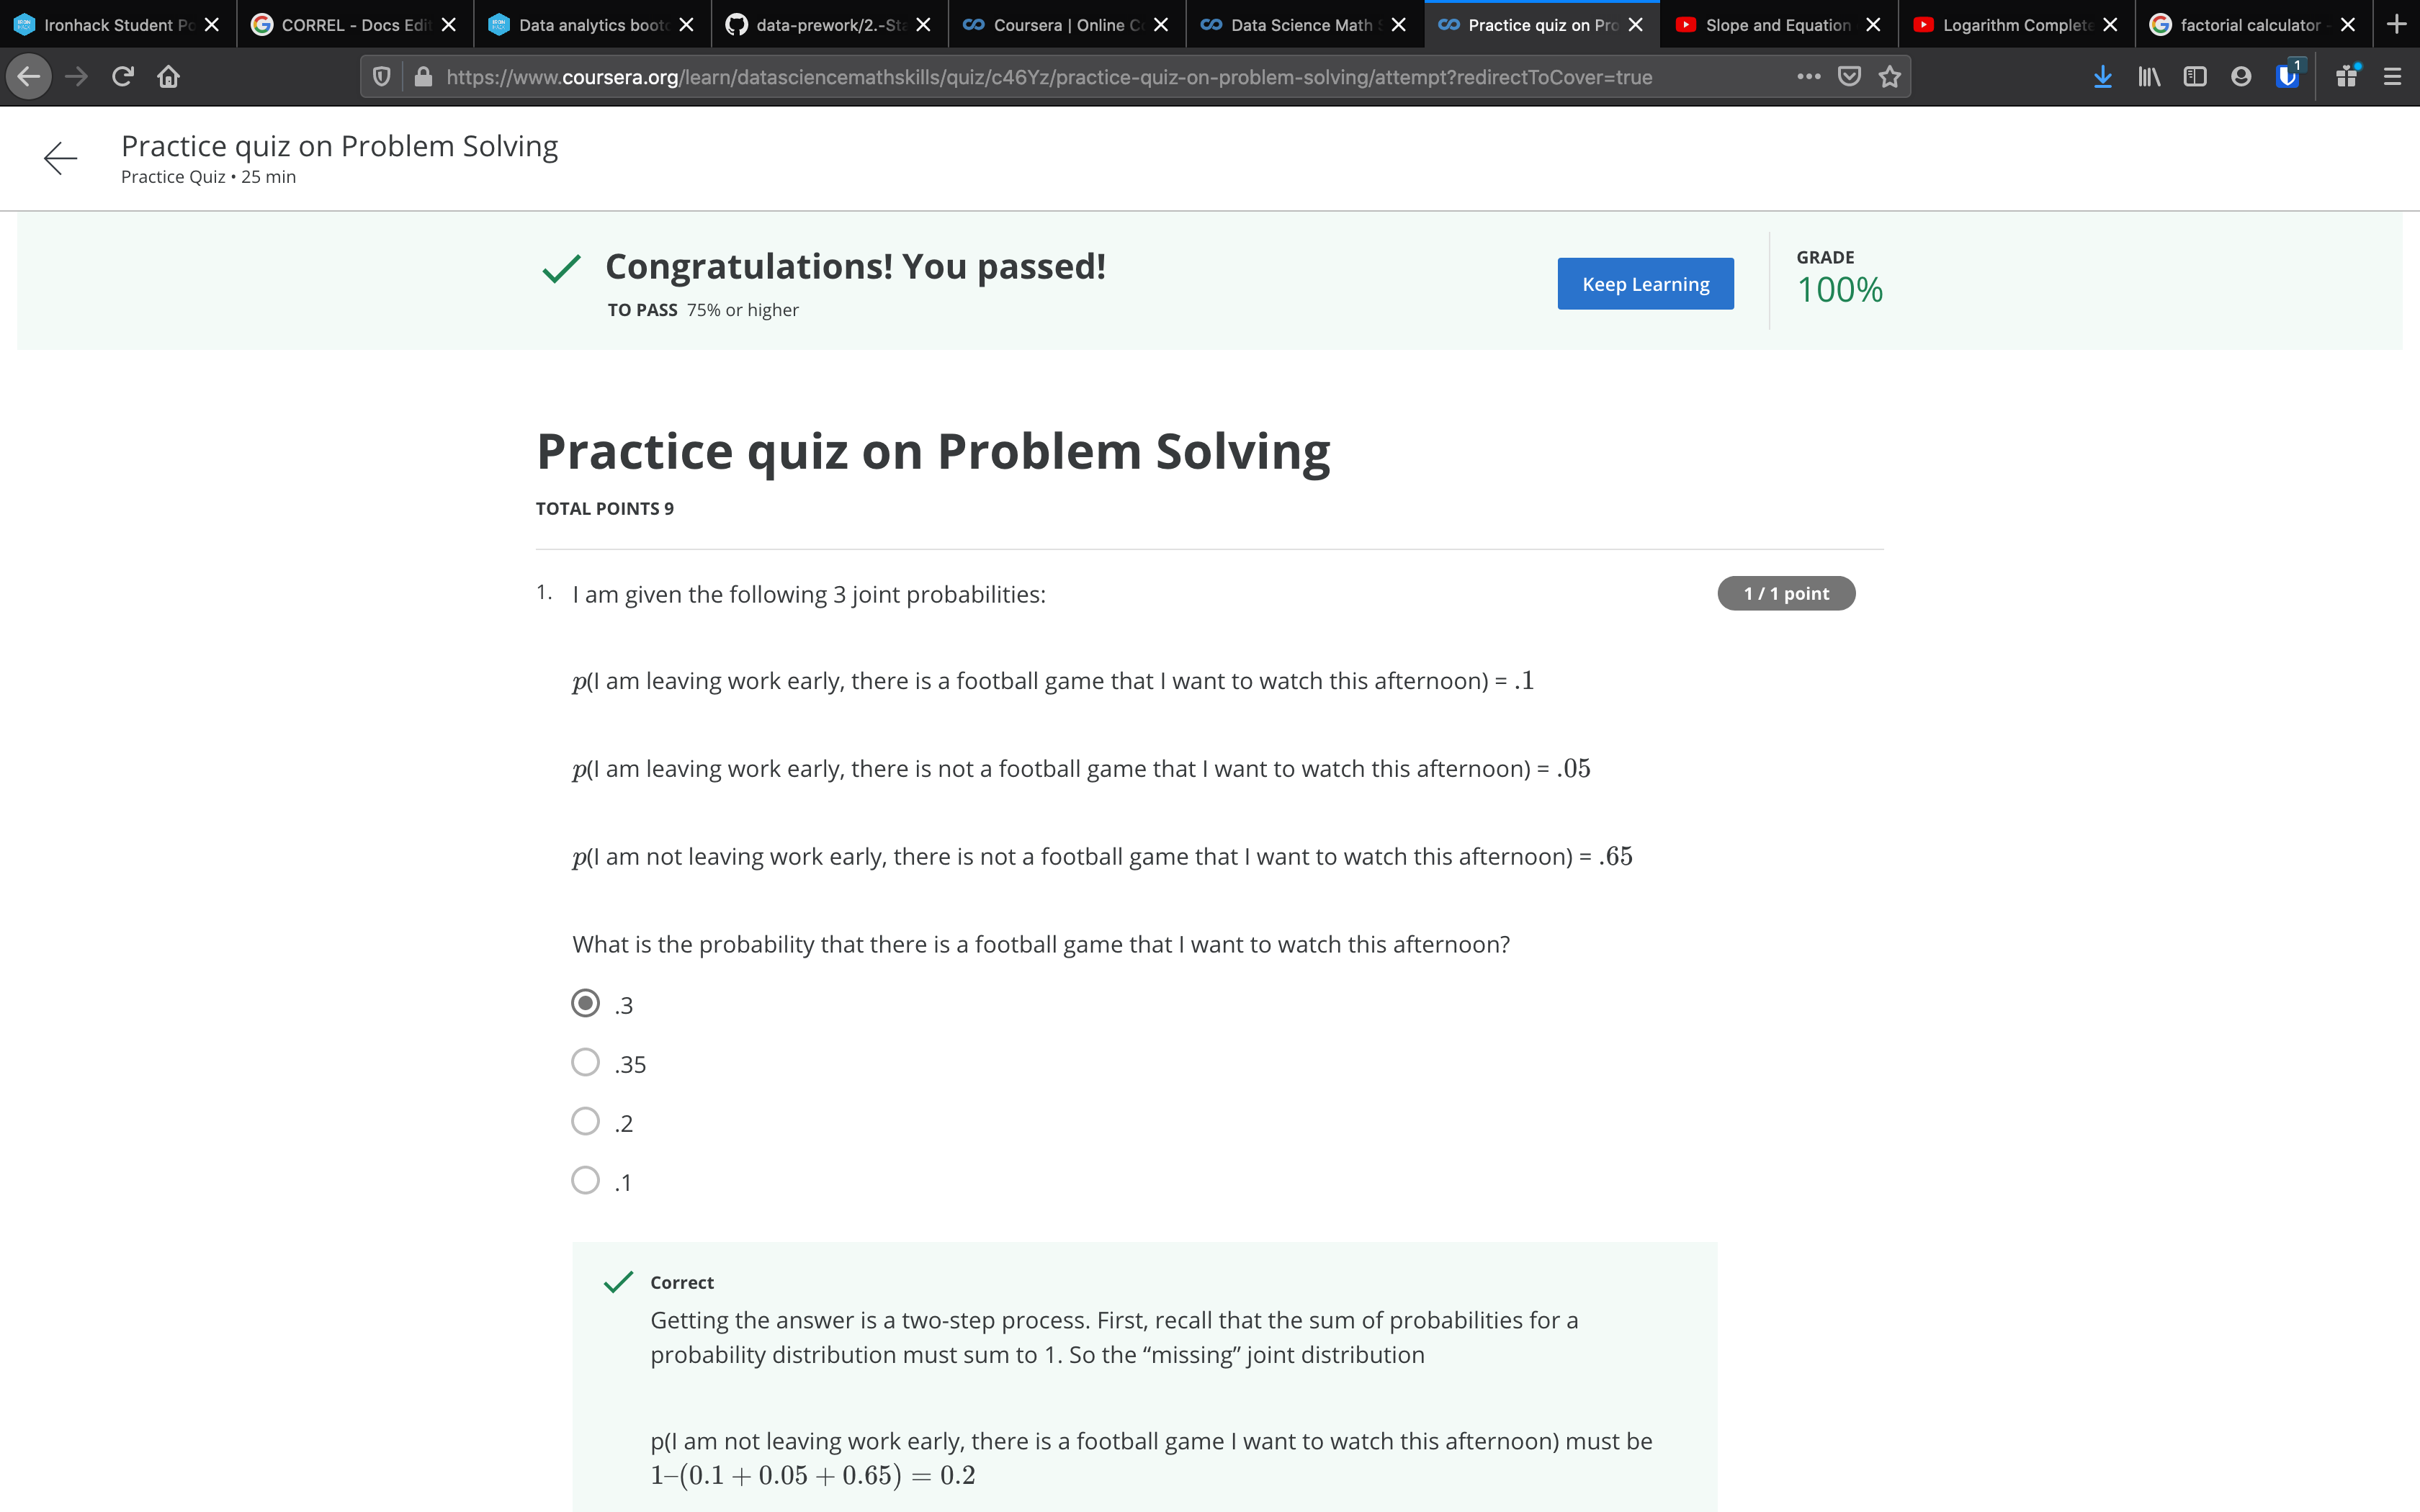 Ironhack Student Po
CORREL - Docs Edit
Data analytics bootc
data-prework/2.-Sta
Coursera | Online Co
Data Science Math S
Practice quiz on Pro
Slope and Equation
Logarithm Complete
factorial calculator -
https://www.coursera.org/learn/datasciencemathskills/quiz/c46Yz/practice-quiz-on-problem-solving/attempt?redirectToCover=true
1
Practice quiz on Problem Solving
Practice Quiz • 25 min
Congratulations! You passed!
TO PASS 75% or higher
Keep Learning
GRADE
100%
Practice quiz on Problem Solving
TOTAL POINTS 9
1. I am given the following 3 joint probabilities:
1 / 1 point
p(I am leaving work early, there is a football game that I want to watch this afternoon) = .1
p(I am leaving work early, there is not a football game that I want to watch this afternoon) = .05
p(I am not leaving work early, there is not a football game that I want to watch this afternoon) = .65
What is the probability that there is a football game that I want to watch this afternoon?
.3
.35
.2
.1
Correct
Getting the answer is a two-step process. First, recall that the sum of probabilities for a
probability distribution must sum to 1. So the “missing” joint distribution
p(I am not leaving work early, there is a football game I want to watch this afternoon) must be
1–(0.1 + 0.05 + 0.65) = 0.2